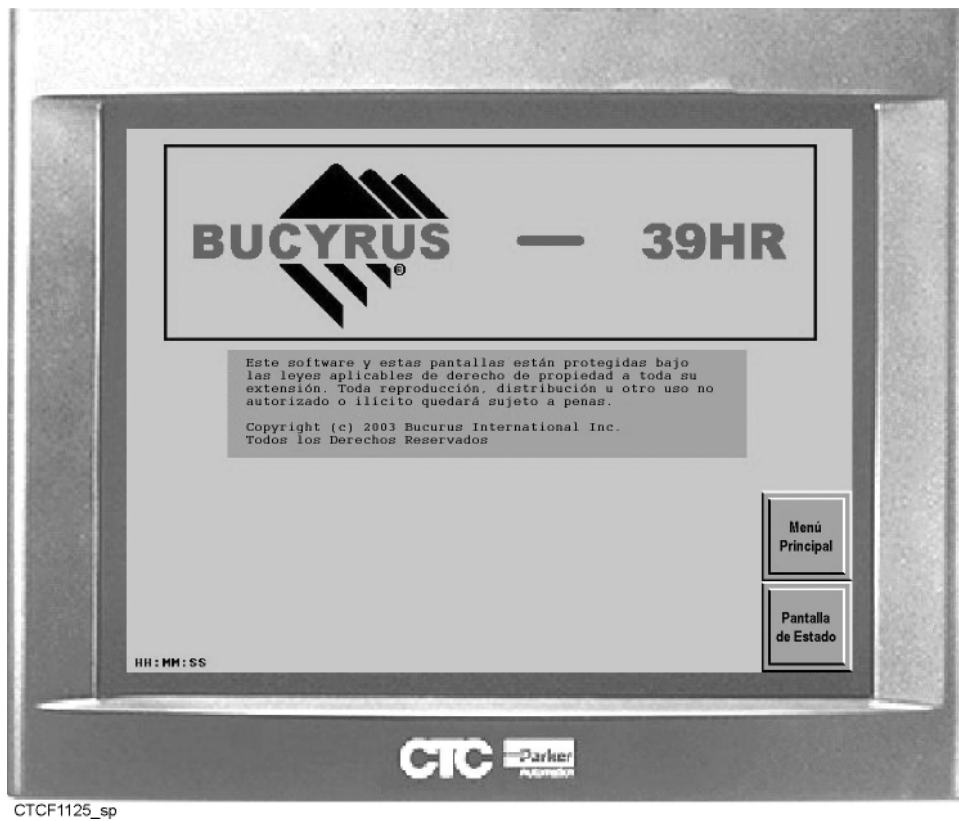 BUCYRUS ® — 39HR
Este software y estas pantallas están protegidas bajo
las leyes aplicables de derecho de propiedad a toda su
extensión. Toda reproducción, distribución u otro uso no
autorizado o ilícito quedará sujeto a penas.
Copyright (c) 2003 Bucurus International Inc.
Todos los Derechos Reservados
Menú
Principal
Pantalla
de Estado
HH:MM:SS
CTC Parker
Automation
CTCF1125_sp